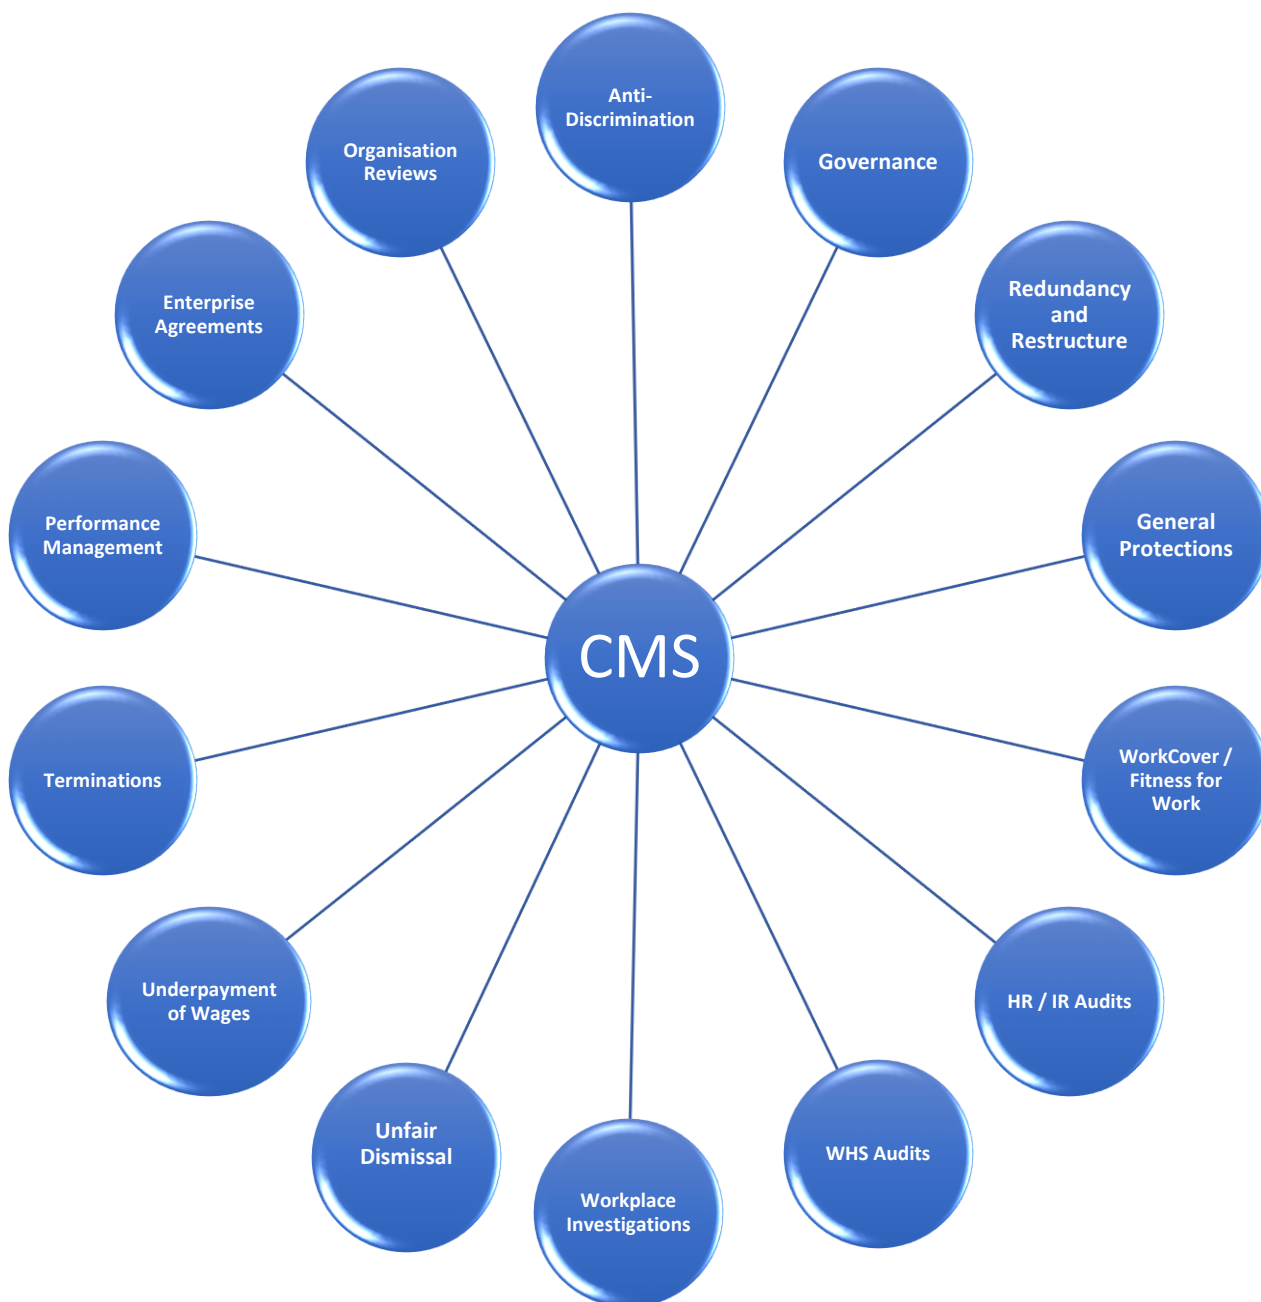 Anti-
Discrimination
Governance
Redundancy
and
Restructure
General
Protections
WorkCover /
Fitness for
Work
HR / IR Audits
WHS Audits
Workplace
Investigations
Unfair
Dismissal
Underpayment
of Wages
Terminations
Performance
Management
Enterprise
Agreements
Organisation
Reviews
CMS